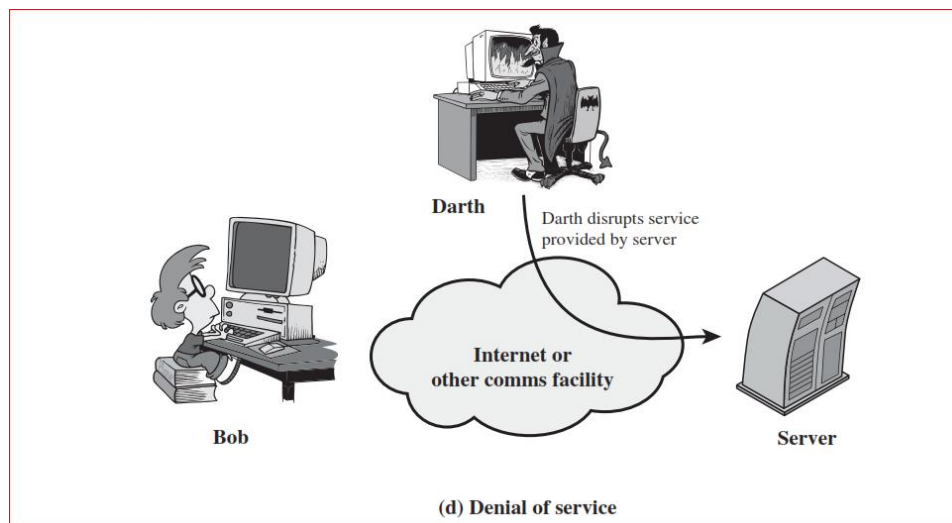 Darth
Darth disrupts service
provided by server
Internet or
other comms facility
Bob
Server
(d) Denial of service